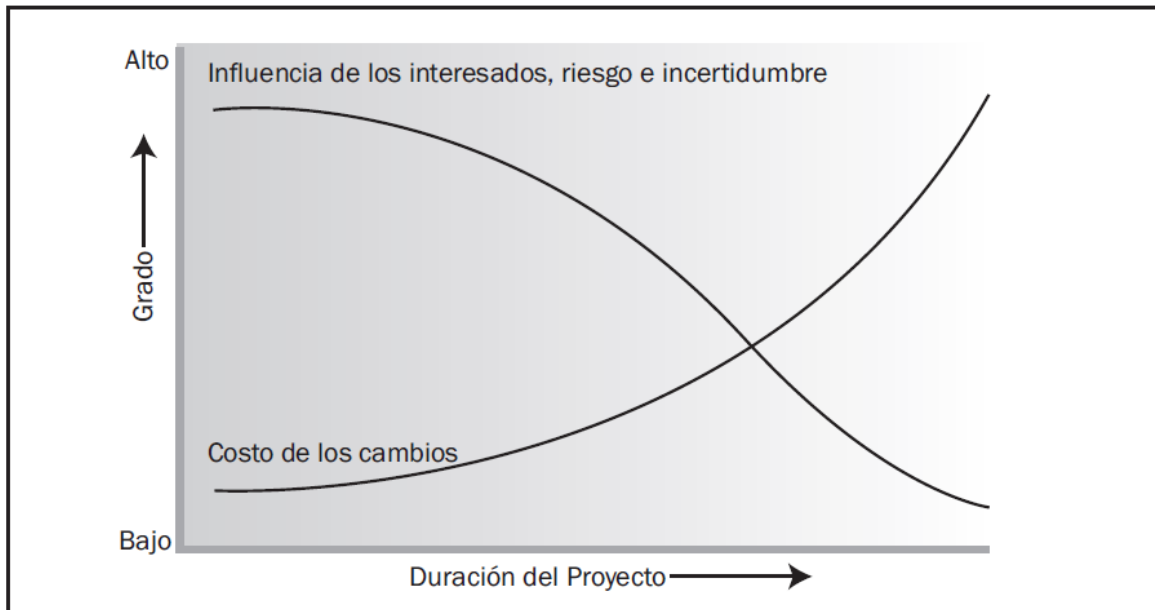 Alto
Influencia de los interesados, riesgo e incertidumbre
Grado
Costo de los cambios
Bajo
Duración del Proyecto